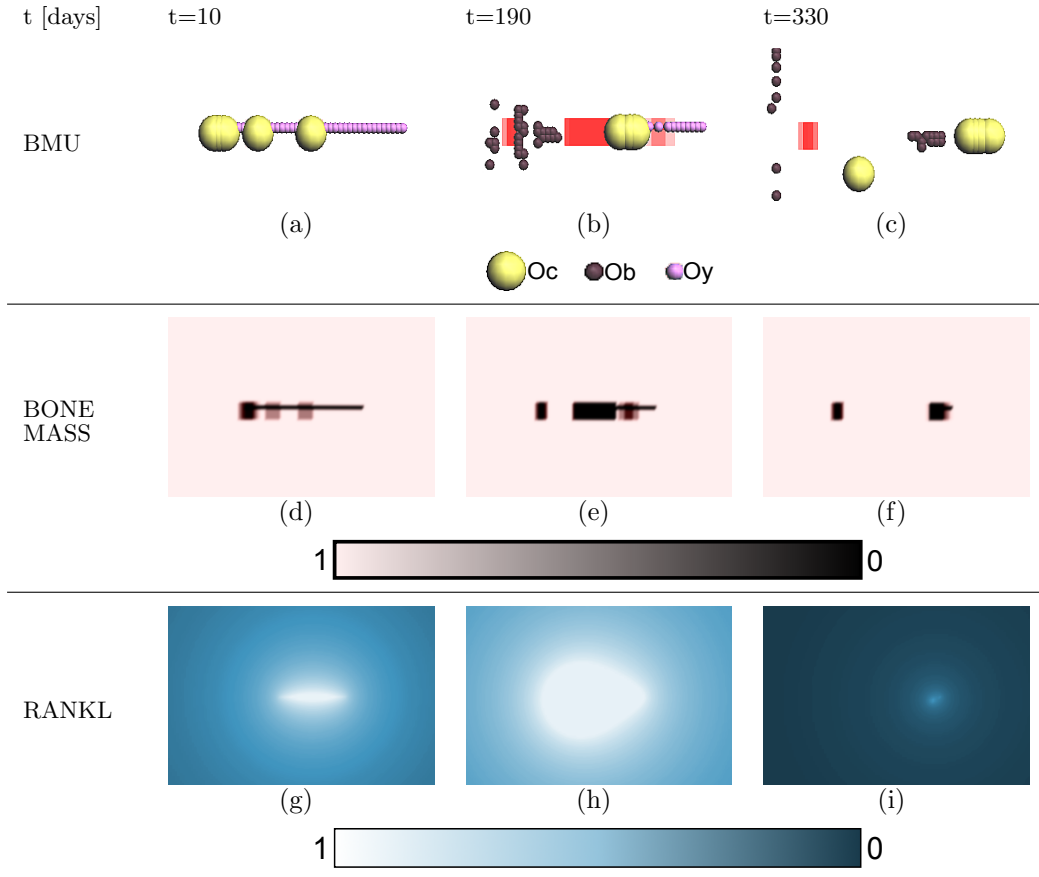 t [days] t=10 t=190 t=330
BMU
(a) (b) (c)
Oc Ob Oy
BONE
MASS
(d) (e) (f)
1 0
RANKL
(g) (h) (i)
1 0